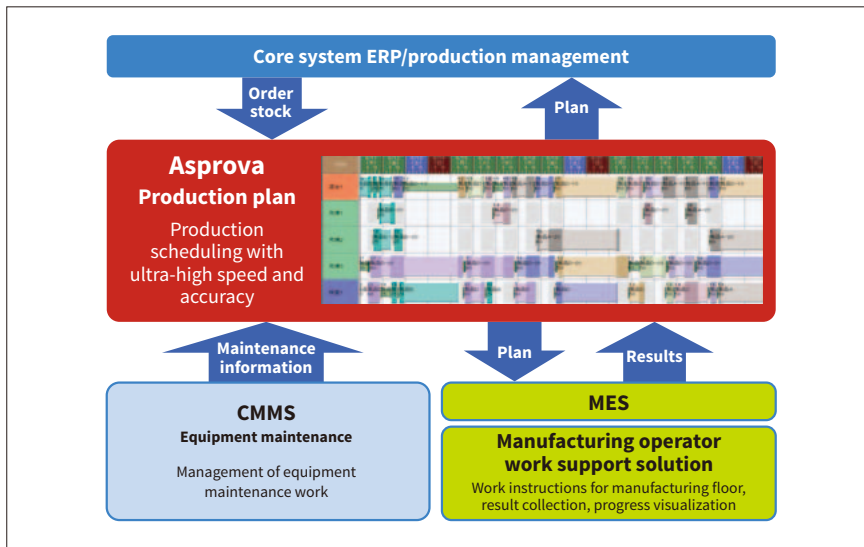 Core system ERP/production management
Order
stock
Plan
Asprova
Production plan
Production
scheduling with
ultra-high speed and
accuracy
Maintenance
information
Plan
Results
CMMS
Equipment maintenance
Management of equipment
maintenance work
MES
Manufacturing operator
work support solution
Work instructions for manufacturing floor,
result collection, progress visualization